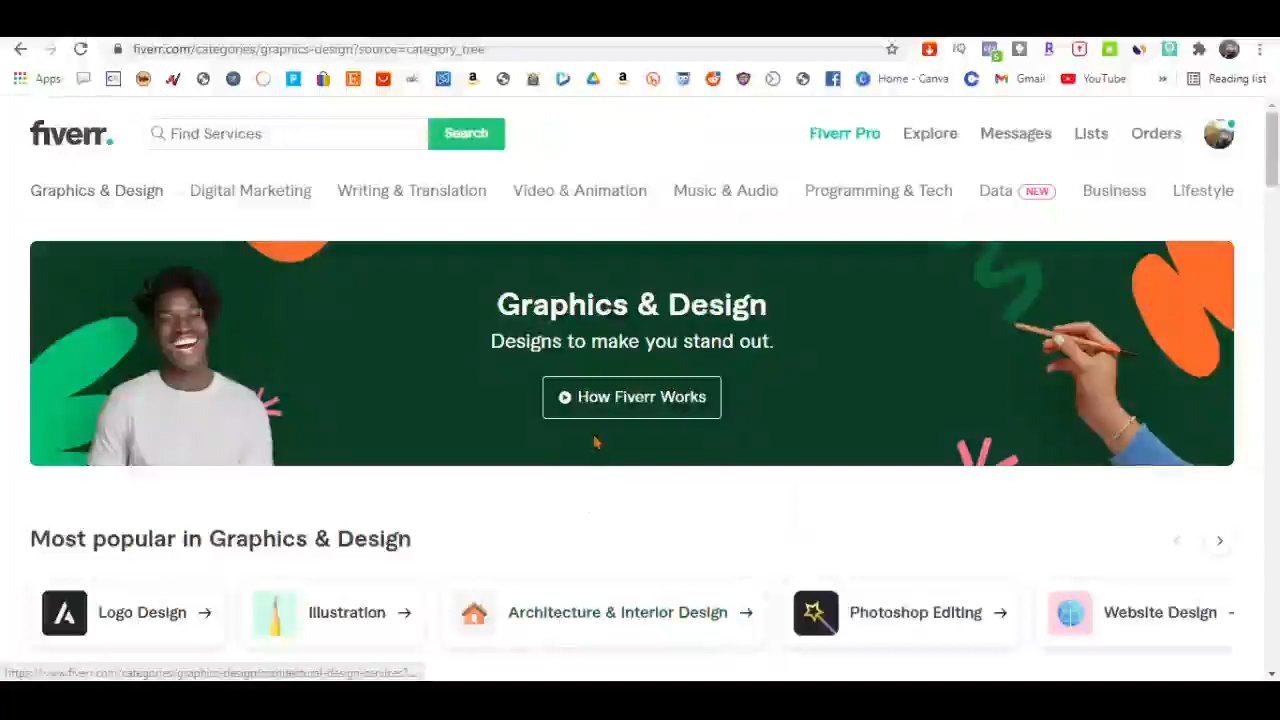 fiverr.com/categories/graphics-design?source=category_tree
Apps
Home - Canva
Gmail
YouTube
Reading list
fiverr.
Find Services
Search
Fiverr Pro
Explore
Messages
Lists
Orders
Graphics & Design
Digital Marketing
Writing & Translation
Video & Animation
Music & Audio
Programming & Tech
Data NEW
Business
Lifestyle
Graphics & Design
Designs to make you stand out.
How Fiverr Works
Most popular in Graphics & Design
Logo Design
Illustration
Architecture & Interior Design
Photoshop Editing
Website Design